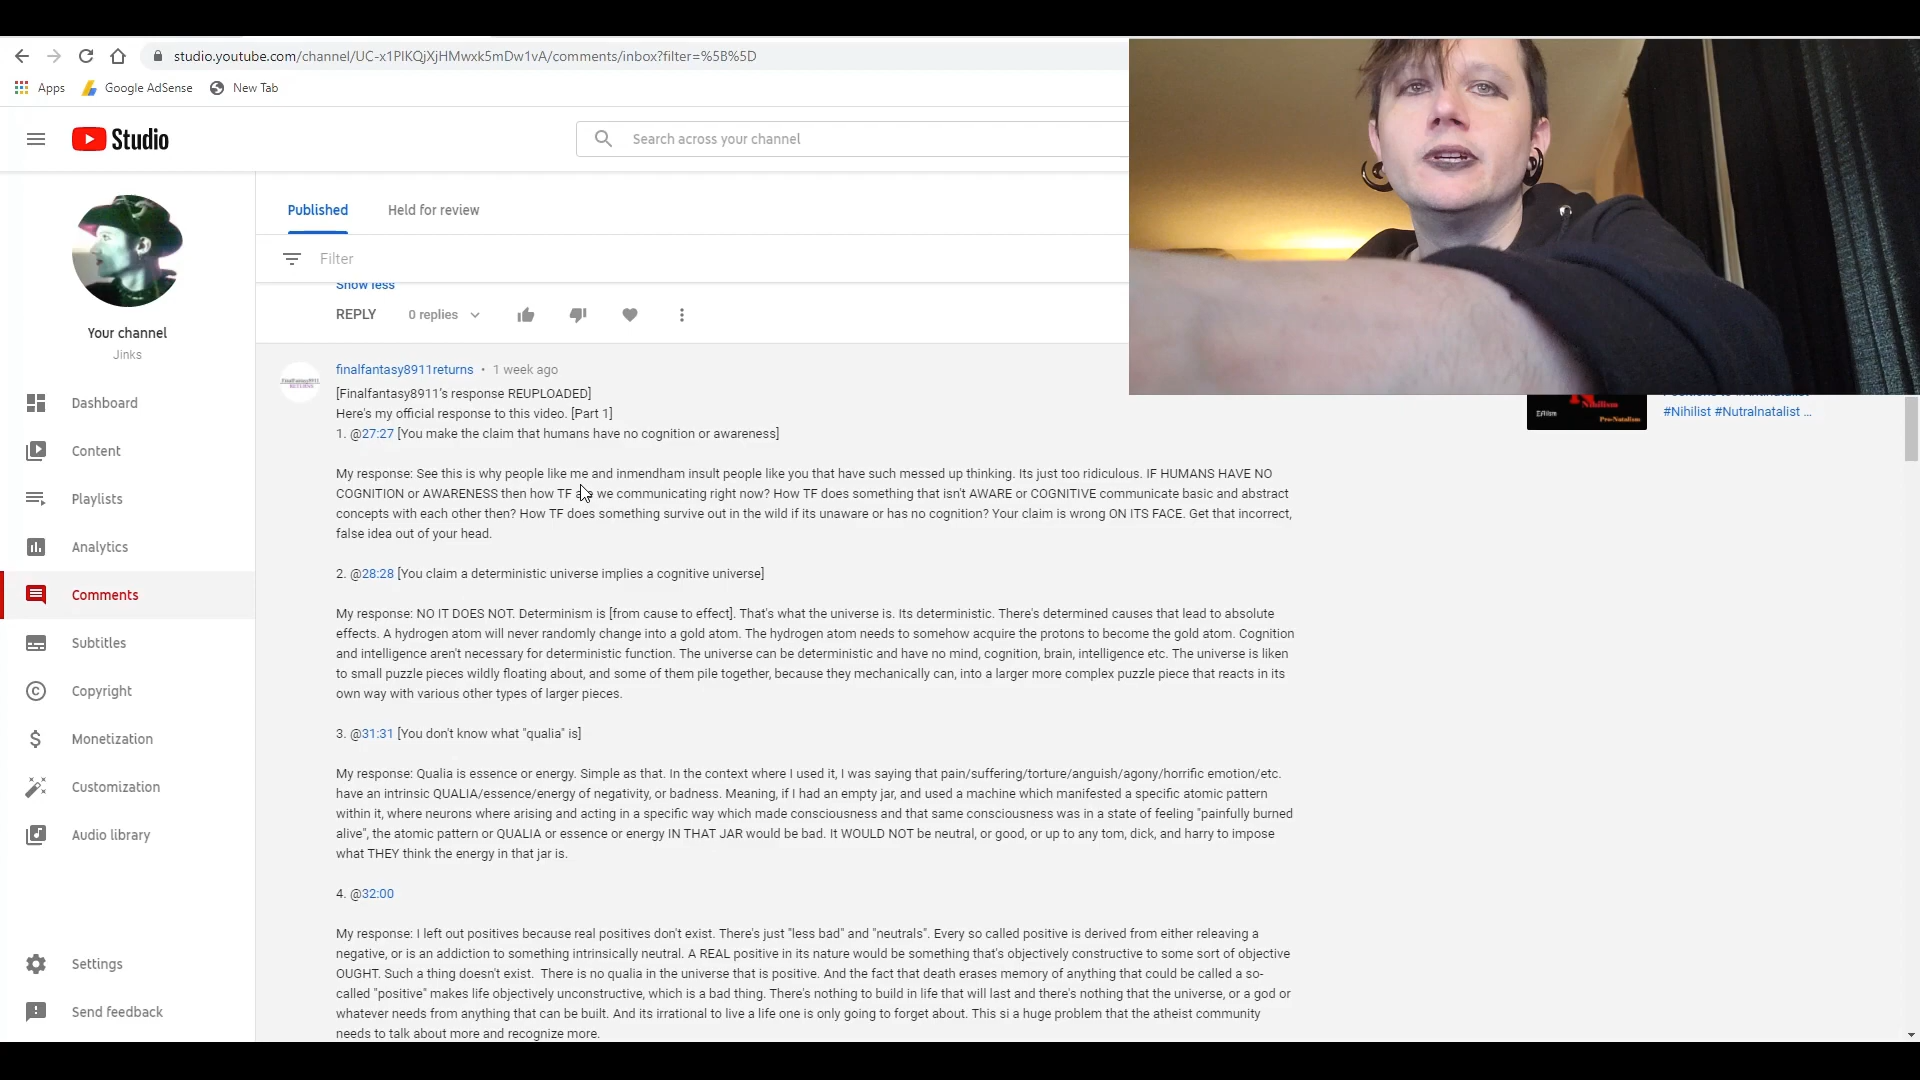 studio.youtube.com/channel/UC-x1PIKQjXjHMwxk5mDw1vA/comments/inbox?filter=%5B%5D
Apps
Google AdSense
New Tab
Studio
Search across your channel
Your channel
Jinks
Dashboard
Content
Playlists
Analytics
Comments
Subtitles
Copyright
Monetization
Customization
Audio library
Settings
Send feedback
Published
Held for review
Filter
Show less
REPLY
0 replies
finalfantasy8911returns • 1 week ago
[Finalfantasy8911's response REUPLOADED]
Here's my official response to this video. [Part 1]
1. @27:27 [You make the claim that humans have no cognition or awareness]
My response: See this is why people like me and inmendham insult people like you that have such messed up thinking. Its just too ridiculous. IF HUMANS HAVE NO
COGNITION or AWARENESS then how TF we communicating right now? How TF does something that isn't AWARE or COGNITIVE communicate basic and abstract
concepts with each other then? How TF does something survive out in the wild if its unaware or has no cognition? Your claim is wrong ON ITS FACE. Get that incorrect,
false idea out of your head.
2. @28:28 [You claim a deterministic universe implies a cognitive universe]
My response: NO IT DOES NOT. Determinism is [from cause to effect]. That's what the universe is. Its deterministic. There's determined causes that lead to absolute
effects. A hydrogen atom will never randomly change into a gold atom. The hydrogen atom needs to somehow acquire the protons to become the gold atom. Cognition
and intelligence aren't necessary for deterministic function. The universe can be deterministic and have no mind, cognition, brain, intelligence etc. The universe is liken
to small puzzle pieces wildly floating about, and some of them pile together, because they mechanically can, into a larger more complex puzzle piece that reacts in its
own way with various other types of larger pieces.
3. @31:31 [You don't know what "qualia" is]
My response: Qualia is essence or energy. Simple as that. In the context where I used it, I was saying that pain/suffering/torture/anguish/agony/horrific emotion/etc.
have an intrinsic QUALIA/essence/energy of negativity, or badness. Meaning, if I had an empty jar, and used a machine which manifested a specific atomic pattern
within it, where neurons where arising and acting in a specific way which made consciousness and that same consciousness was in a state of feeling "painfully burned
alive", the atomic pattern or QUALIA or essence or energy IN THAT JAR would be bad. It WOULD NOT be neutral, or good, or up to any tom, dick, and harry to impose
what THEY think the energy in that jar is.
4. @32:00
My response: I left out positives because real positives don't exist. There's just "less bad" and "neutrals". Every so called positive is derived from either releaving a
negative, or is an addiction to something intrinsically neutral. A REAL positive in its nature would be something that's objectively constructive to some sort of objective
OUGHT. Such a thing doesn't exist.  There is no qualia in the universe that is positive. And the fact that death erases memory of anything that could be called a so-
called "positive" makes life objectively unconstructive, which is a bad thing. There's nothing to build in life that will last and there's nothing that the universe, or a god or
whatever needs from anything that can be built. And its irrational to live a life one is only going to forget about. This si a huge problem that the atheist community
needs to talk about more and recognize more.
Nihilism
Efilism
Pro-Natalism
#Nihilist #Nutralnatalist ...